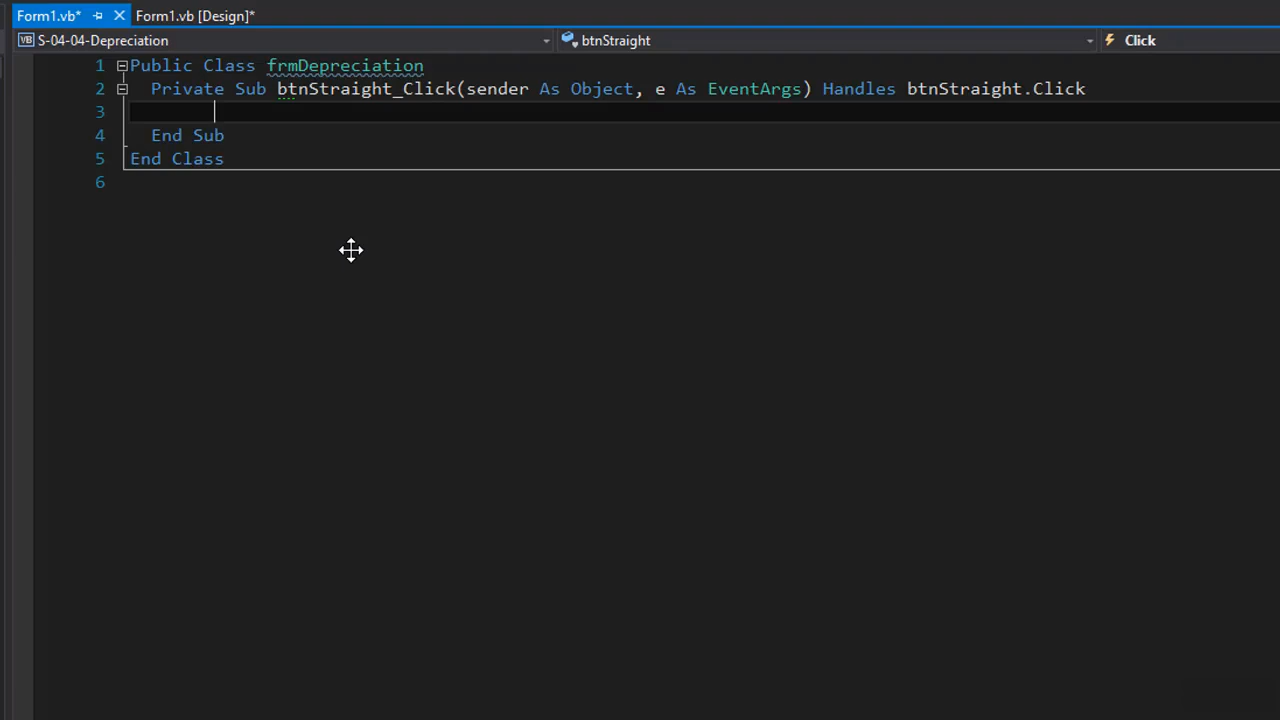 Form1.vb* Form1.vb [Design]*
VB S-04-04-Depreciation btnStraight Click
1 Public Class frmDepreciation
2 Private Sub btnStraight_Click(sender As Object, e As EventArgs) Handles btnStraight.Click
3
4 End Sub
5 End Class
6